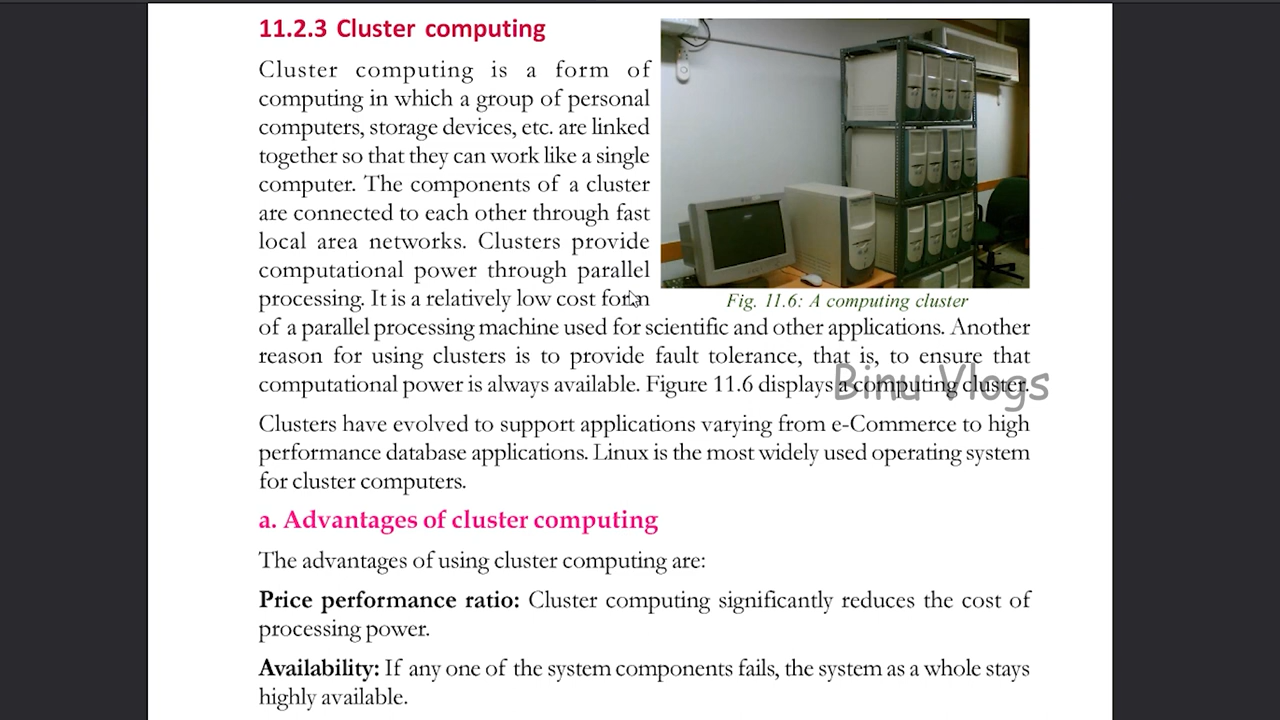 11.2.3 Cluster computing
Cluster computing is a form of
computing in which a group of personal
computers, storage devices, etc. are linked
together so that they can work like a single
computer. The components of a cluster
are connected to each other through fast
local area networks. Clusters provide
computational power through parallel
processing. It is a relatively low cost form
Fig. 11.6: A computing cluster
of a parallel processing machine used for scientific and other applications. Another
reason for using clusters is to provide fault tolerance, that is, to ensure that
computational power is always available. Figure 11.6 displays a computing cluster.
Binu Vlogs
Clusters have evolved to support applications varying from e-Commerce to high
performance database applications. Linux is the most widely used operating system
for cluster computers.
a. Advantages of cluster computing
The advantages of using cluster computing are:
Price performance ratio: Cluster computing significantly reduces the cost of
processing power.
Availability: If any one of the system components fails, the system as a whole stays
highly available.